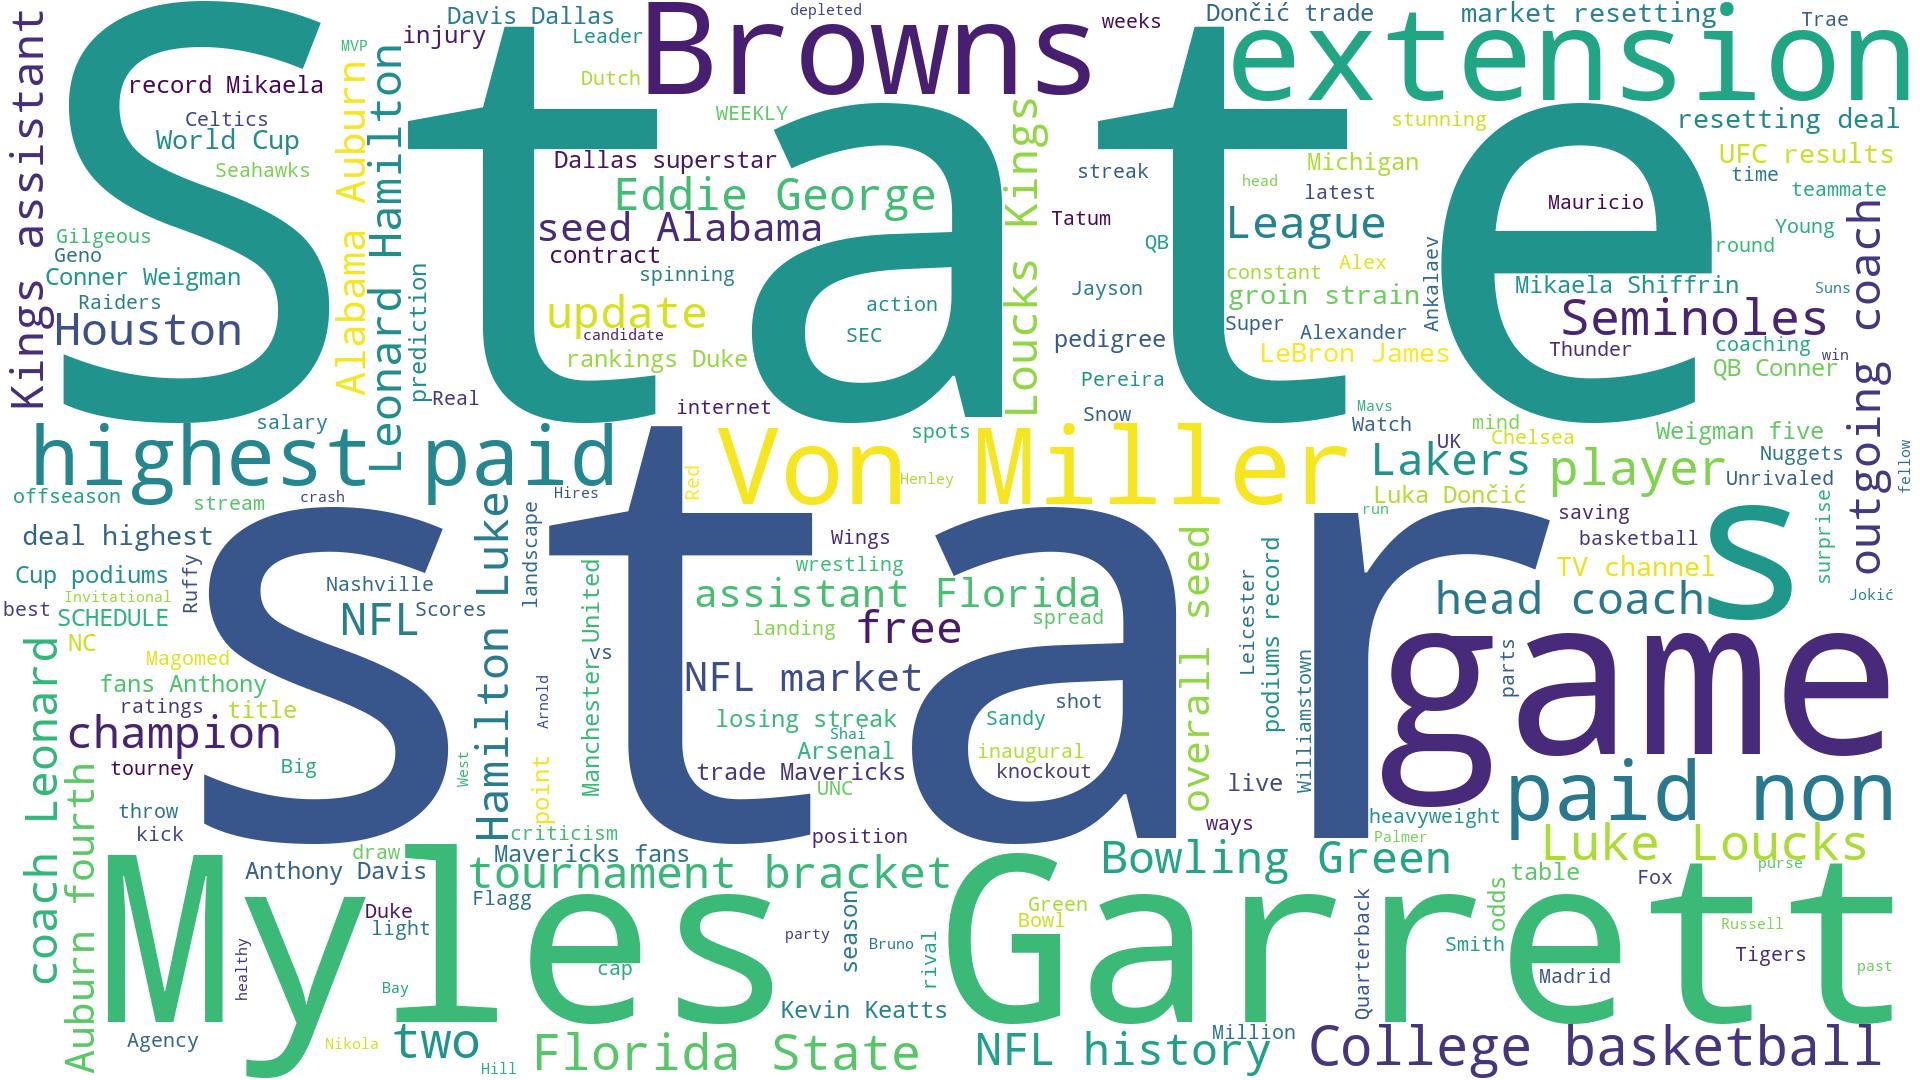 Kings assistant
State
injury
Davis Dallas
Leader
Dutch
Browns
depleted
weeks
Dončić trade
extension
market resetting
Trae
MVP
record Mikaela
Celtics
World Cup
Seahawks
Alabama Auburn
Leonard Hamilton
WEEKLY
Dallas superstar
Eddie George
seed Alabama
contract
spinning
update
candidate
rankings Duke
action
SEC
internet
Loucks Kings
streak
Tatum
QB
Jayson
pedigree
Pereira
Snow
stunning
resetting deal
Michigan
UFC results
head
latest
time
teammate
Mauricio
League
Young
round
constant
Alex
Ankalaev
groin strain
Mikaela Shiffrin
Suns
Super
Alexander
Seminoles
LeBron James
Thunder
coaching
win
QB Conner
outgoing coach
Gilgeous
Geno
Conner Weigman
Raiders
Houston
prediction
Real
salary
highest paid
offseason
stream
crash
Hires
Red
spots
Von Miller
Henley
Mavs
Watch
mind
UK
Chelsea
Weigman five
Lakers
player
Nuggets
Unrivaled
fellow
Luka Dončić
run
saving
basketball
TV channel
surprise
s
Jokić
head coach
star
deal highest
Cup podiums
Ruffy
Invitational
best
SCHEDULE
Nashville
NFL
Scores
landscape
Hamilton Luke
Wings
wrestling
assistant Florida
landing
free
spread
Manchester United
vs
NFL market
losing streak
Shai
Arsenal
trade Mavericks
UNC
shot
Sandy
inaugural
knockout
overall seed
Leicester
podiums record
Williamstown
live
parts
game
NC
Magomed
fans Anthony
ratings
title
champion
tourney
Big
throw
kick
coach Leonard
Auburn fourth
West
Arnold
point
criticism
position
ways
heavyweight
Palmer
paid non
Luke Loucks
purse
draw
Mavericks fans
Anthony Davis
tournament bracket
Bowling Green
table
Fox
Flagg
Duke
light
Myles Garrett
healthy
cap
Bay
party
season
Bruno
rival
Green
Bowl
Quarterback
odds
Smith
Madrid
Russell
Tigers
past
Kevin Keatts
Agency
Nikola
two
Hill
Florida State
NFL history
Million
College basketball